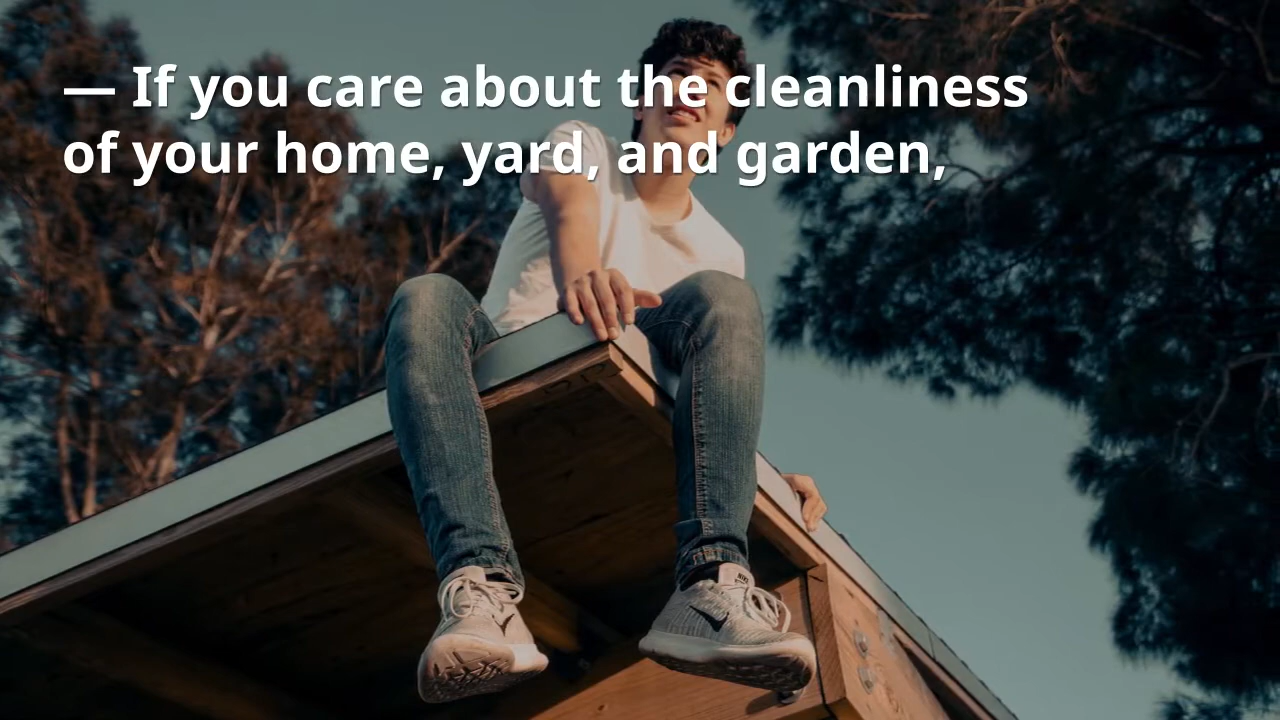 — If you care about the cleanliness
of your home, yard, and garden,